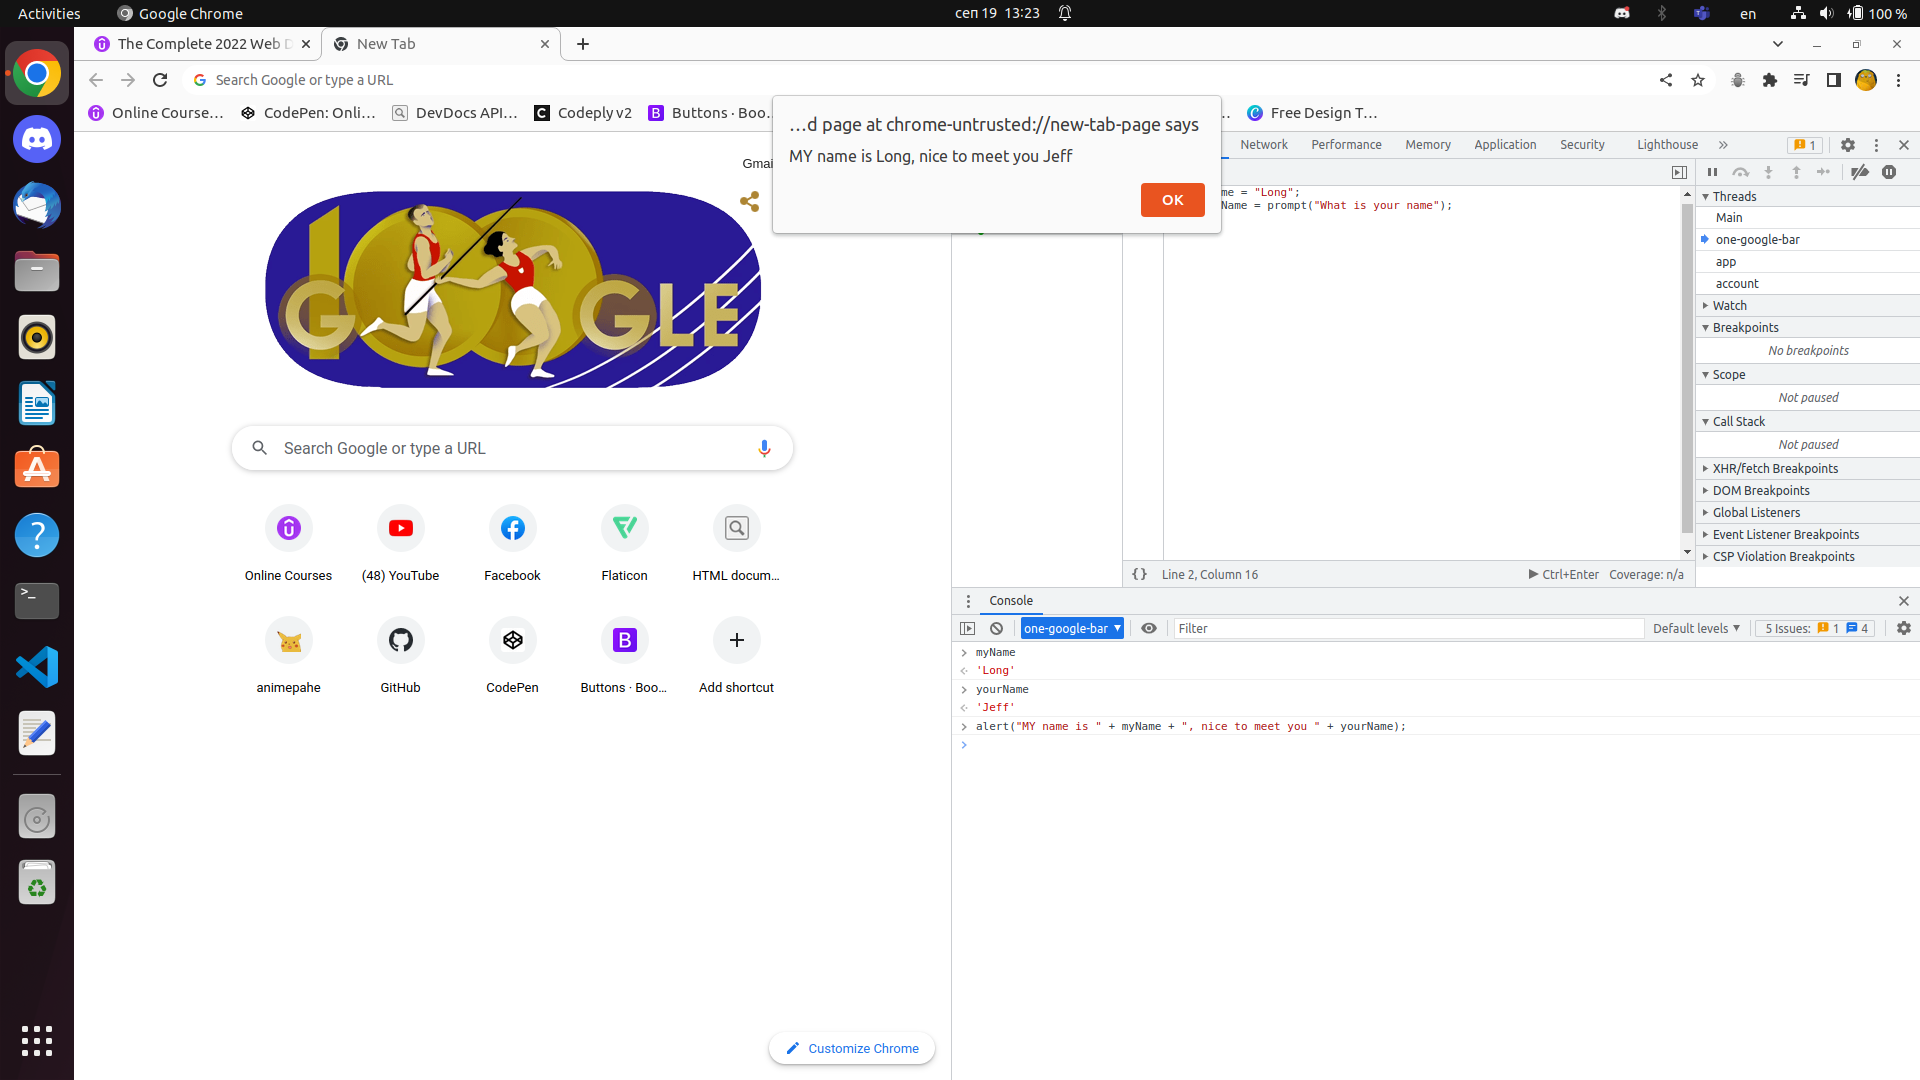 Activities
Google Chrome
сеп 19 13:23
en
100 %
The Complete 2022 Web D
New Tab
Search Google or type a URL
Online Course…
CodePen: Onli…
DevDocs API…
Codeply v2
Buttons · Boo…
Free Design T…
…d page at chrome-untrusted://new-tab-page says
MY name is Long, nice to meet you Jeff
OK
Gmai
GOOGLE
Search Google or type a URL
Online Courses
(48) YouTube
Facebook
Flaticon
HTML docum…
animepahe
GitHub
CodePen
Buttons · Boo…
Add shortcut
Customize Chrome
Network
Performance
Memory
Application
Security
Lighthouse
1
me = "Long";
Name = prompt("What is your name");
{} Line 2, Column 16
Ctrl+Enter
Coverage: n/a
Threads
Main
one-google-bar
app
account
Watch
Breakpoints
No breakpoints
Scope
Not paused
Call Stack
Not paused
XHR/fetch Breakpoints
DOM Breakpoints
Global Listeners
Event Listener Breakpoints
CSP Violation Breakpoints
Console
one-google-bar
Filter
Default levels
5 Issues: 1 4
myName
'Long'
yourName
'Jeff'
alert("MY name is " + myName + ", nice to meet you " + yourName);